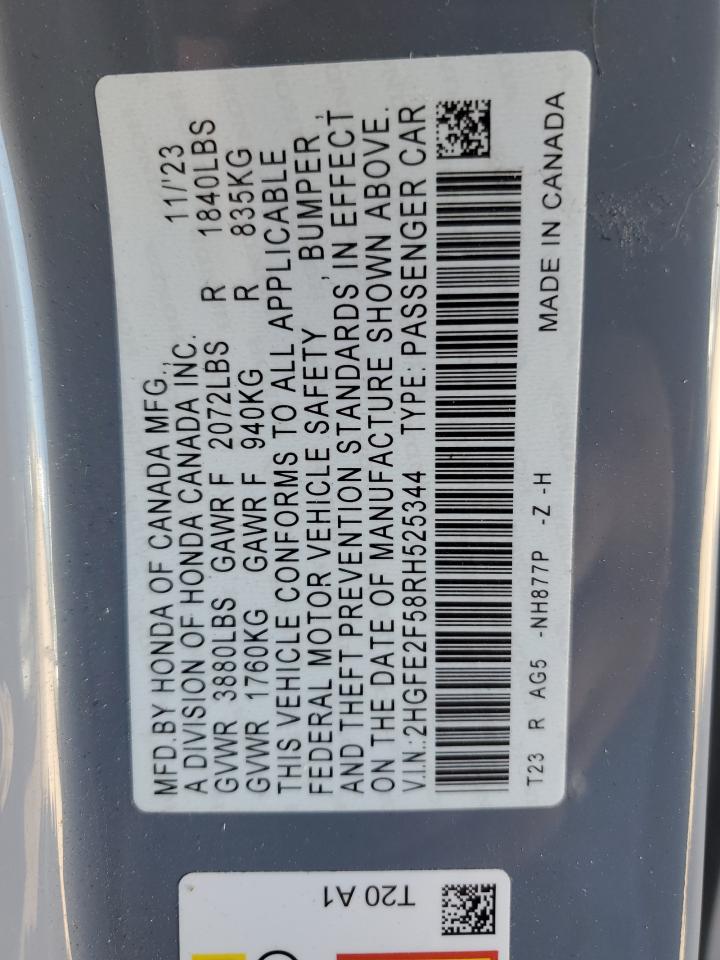 MFD.BY HONDA OF CANADA MFG.,
A DIVISION OF HONDA CANADA INC. 11/'23
GVWR 3880LBS GAWR F 2072LBS R 1840LBS
GVWR 1760KG GAWR F 940KG R 835KG
THIS VEHICLE CONFORMS TO ALL APPLICABLE
FEDERAL MOTOR VEHICLE SAFETY , BUMPER ,
AND THEFT PREVENTION STANDARDS IN EFFECT
ON THE DATE OF MANUFACTURE SHOWN ABOVE.
V.I.N.:2HGFE2F58RH525344 TYPE: PASSENGER CAR
MADE IN CANADA
T23 R AG5 -NH877P -Z -H
T20 A1